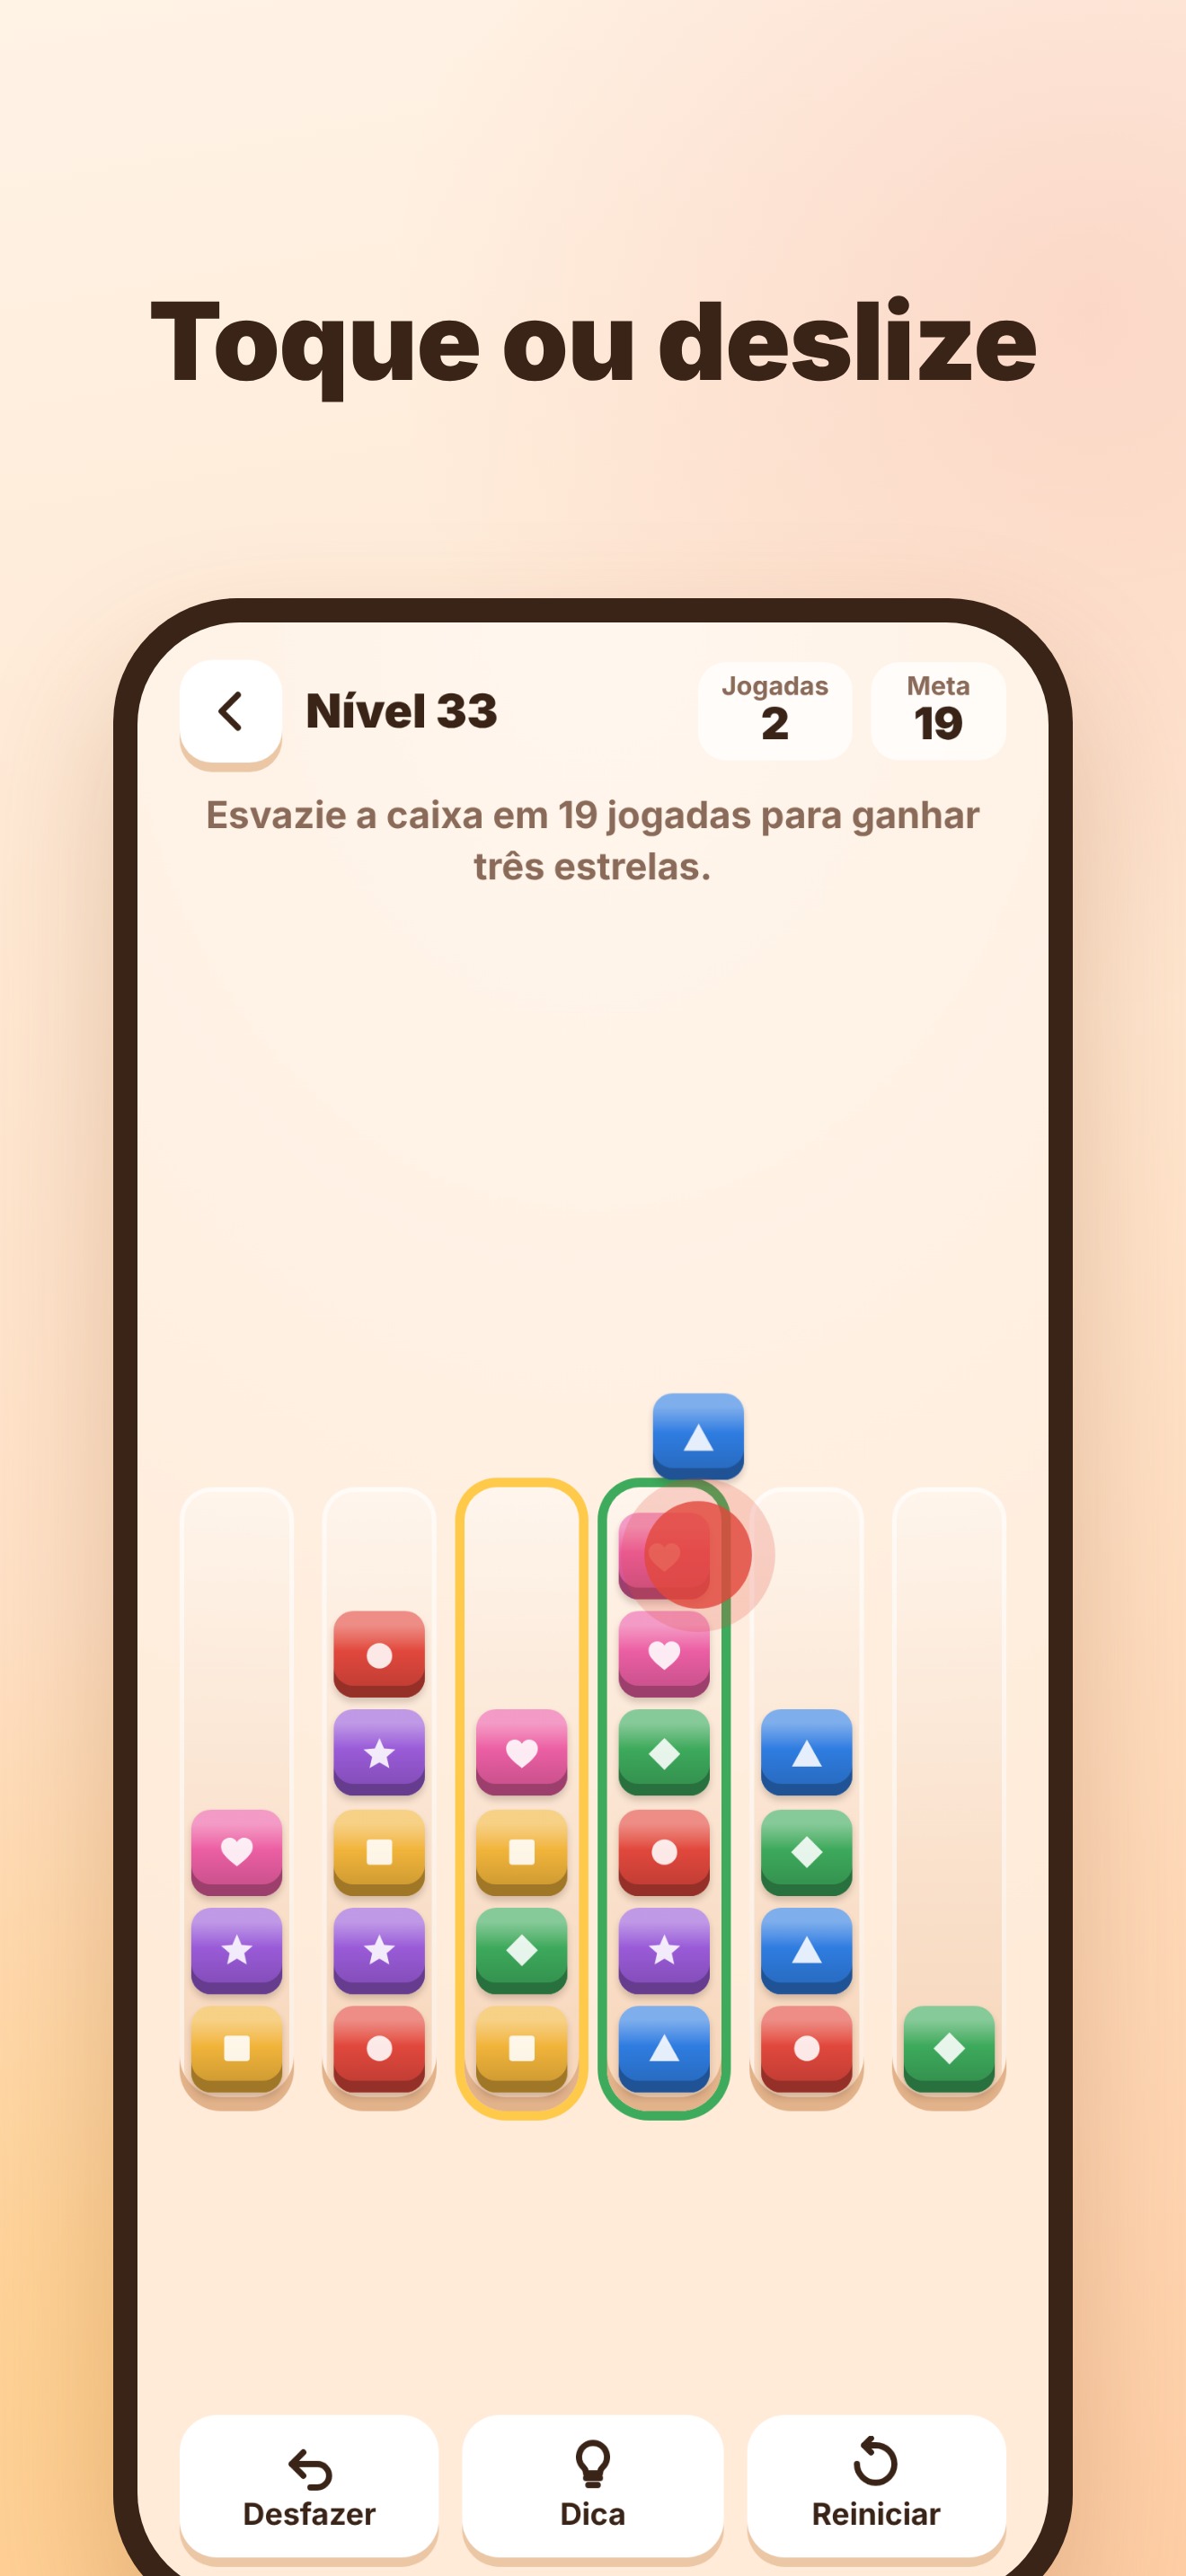 Toque ou deslize
Nível 33
Jogadas
2
Meta
19
Esvazie a caixa em 19 jogadas para ganhar
três estrelas.
Desfazer
Dica
Reiniciar